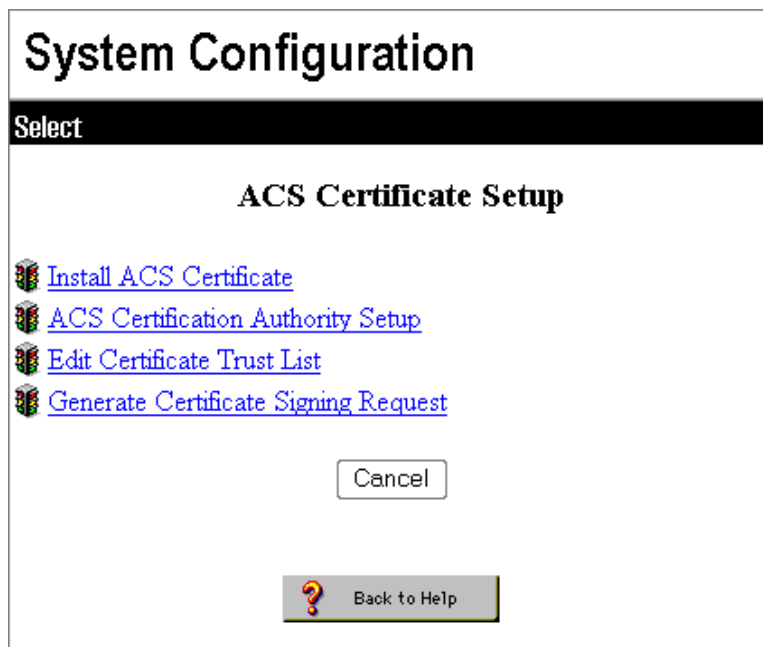 System Configuration
Select
ACS Certificate Setup
Install ACS Certificate
ACS Certification Authority Setup
Edit Certificate Trust List
Generate Certificate Signing Request
Cancel
? Back to Help